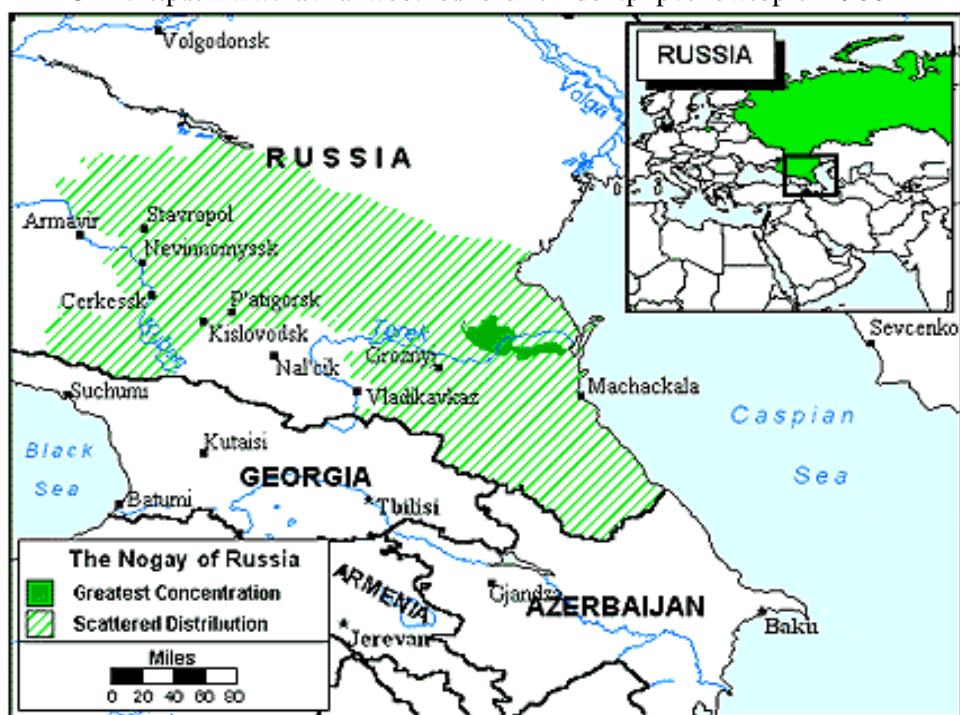 Volgodonsk
Volga
RUSSIA
RUSSIA
Armavir
Stavropol
Nevinnomyssk
Cerkessk
P'atigorsk
Kislovodsk
Terek
Grozny
Nal'cik
Vladikavkaz
Machackala
Sevcenko
Suchumi
Caspian
Sea
Black
Sea
Kutaisi
GEORGIA
Batumi
Tbilisi
The Nogay of Russia
Greatest Concentration
Scattered Distribution
Miles
0 20 40 60 80
ARMENIA
Jerevan
Gjandza
AZERBAIJAN
Baku